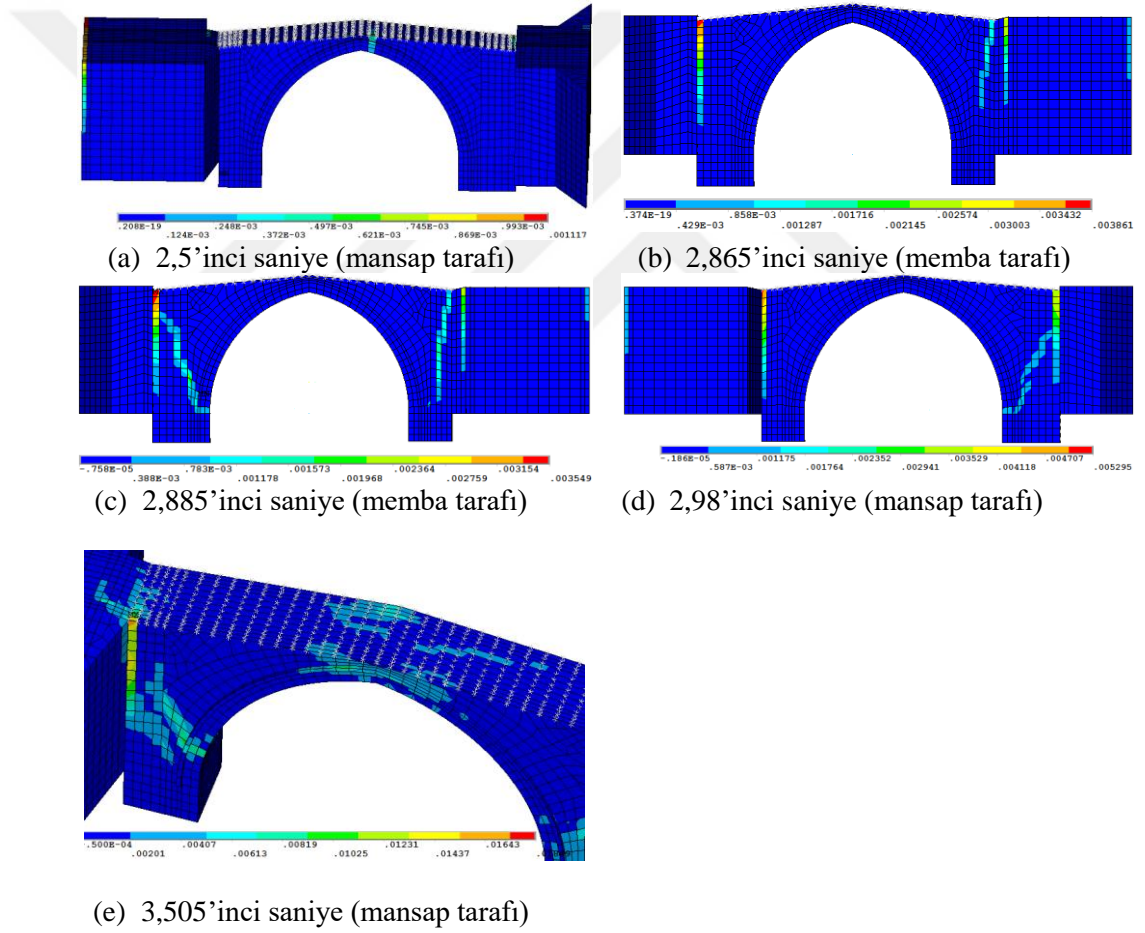 .208E-19 .248E-03 .497E-03 .745E-03 .993E-03
.124E-03 .372E-03 .621E-03 .869E-03 .001117
(a) 2,5’inci saniye (mansap tarafı)
.374E-19 .858E-03 .001716 .002574 .003432
.429E-03 .001287 .002145 .003003 .003861
(b) 2,865’inci saniye (memba tarafı)
-.758E-05 .783E-03 .001573 .002364 .003154
.388E-03 .001178 .001968 .002759 .003549
(c) 2,885’inci saniye (memba tarafı)
-.186E-05 .001175 .002352 .003529 .004707
.587E-03 .001764 .002941 .004118 .005295
(d) 2,98’inci saniye (mansap tarafı)
.500E-04 .00407 .00819 .01231 .01643
.00201 .00613 .01025 .01437
(e) 3,505’inci saniye (mansap tarafı)